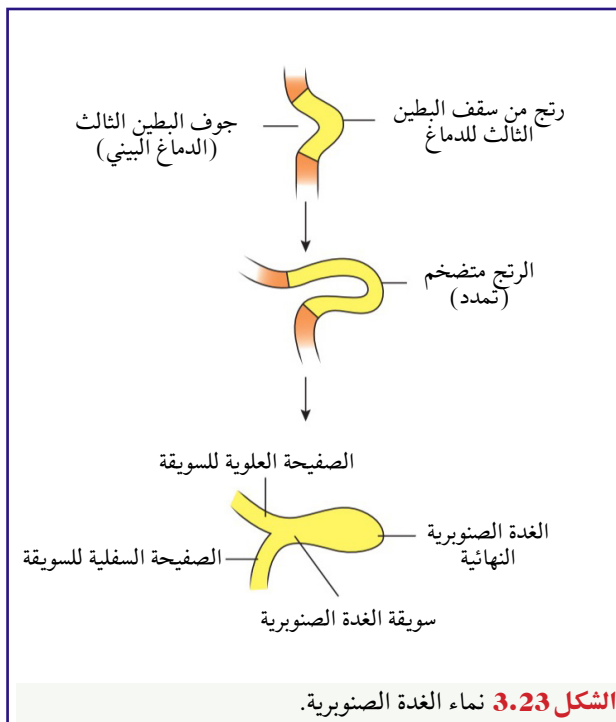 رتج من سقف البطين
الثالث للدماغ
جوف البطين الثالث
(الدماغ البيني)
الرتج متضخم
(تمدد)
الصفيحة العلوية للسويقة
الغدة الصنوبرية
النهائية
الصفيحة السفلية للسويقة
سويقة الغدة الصنوبرية
الشكل 3.23 نماء الغدة الصنوبرية.